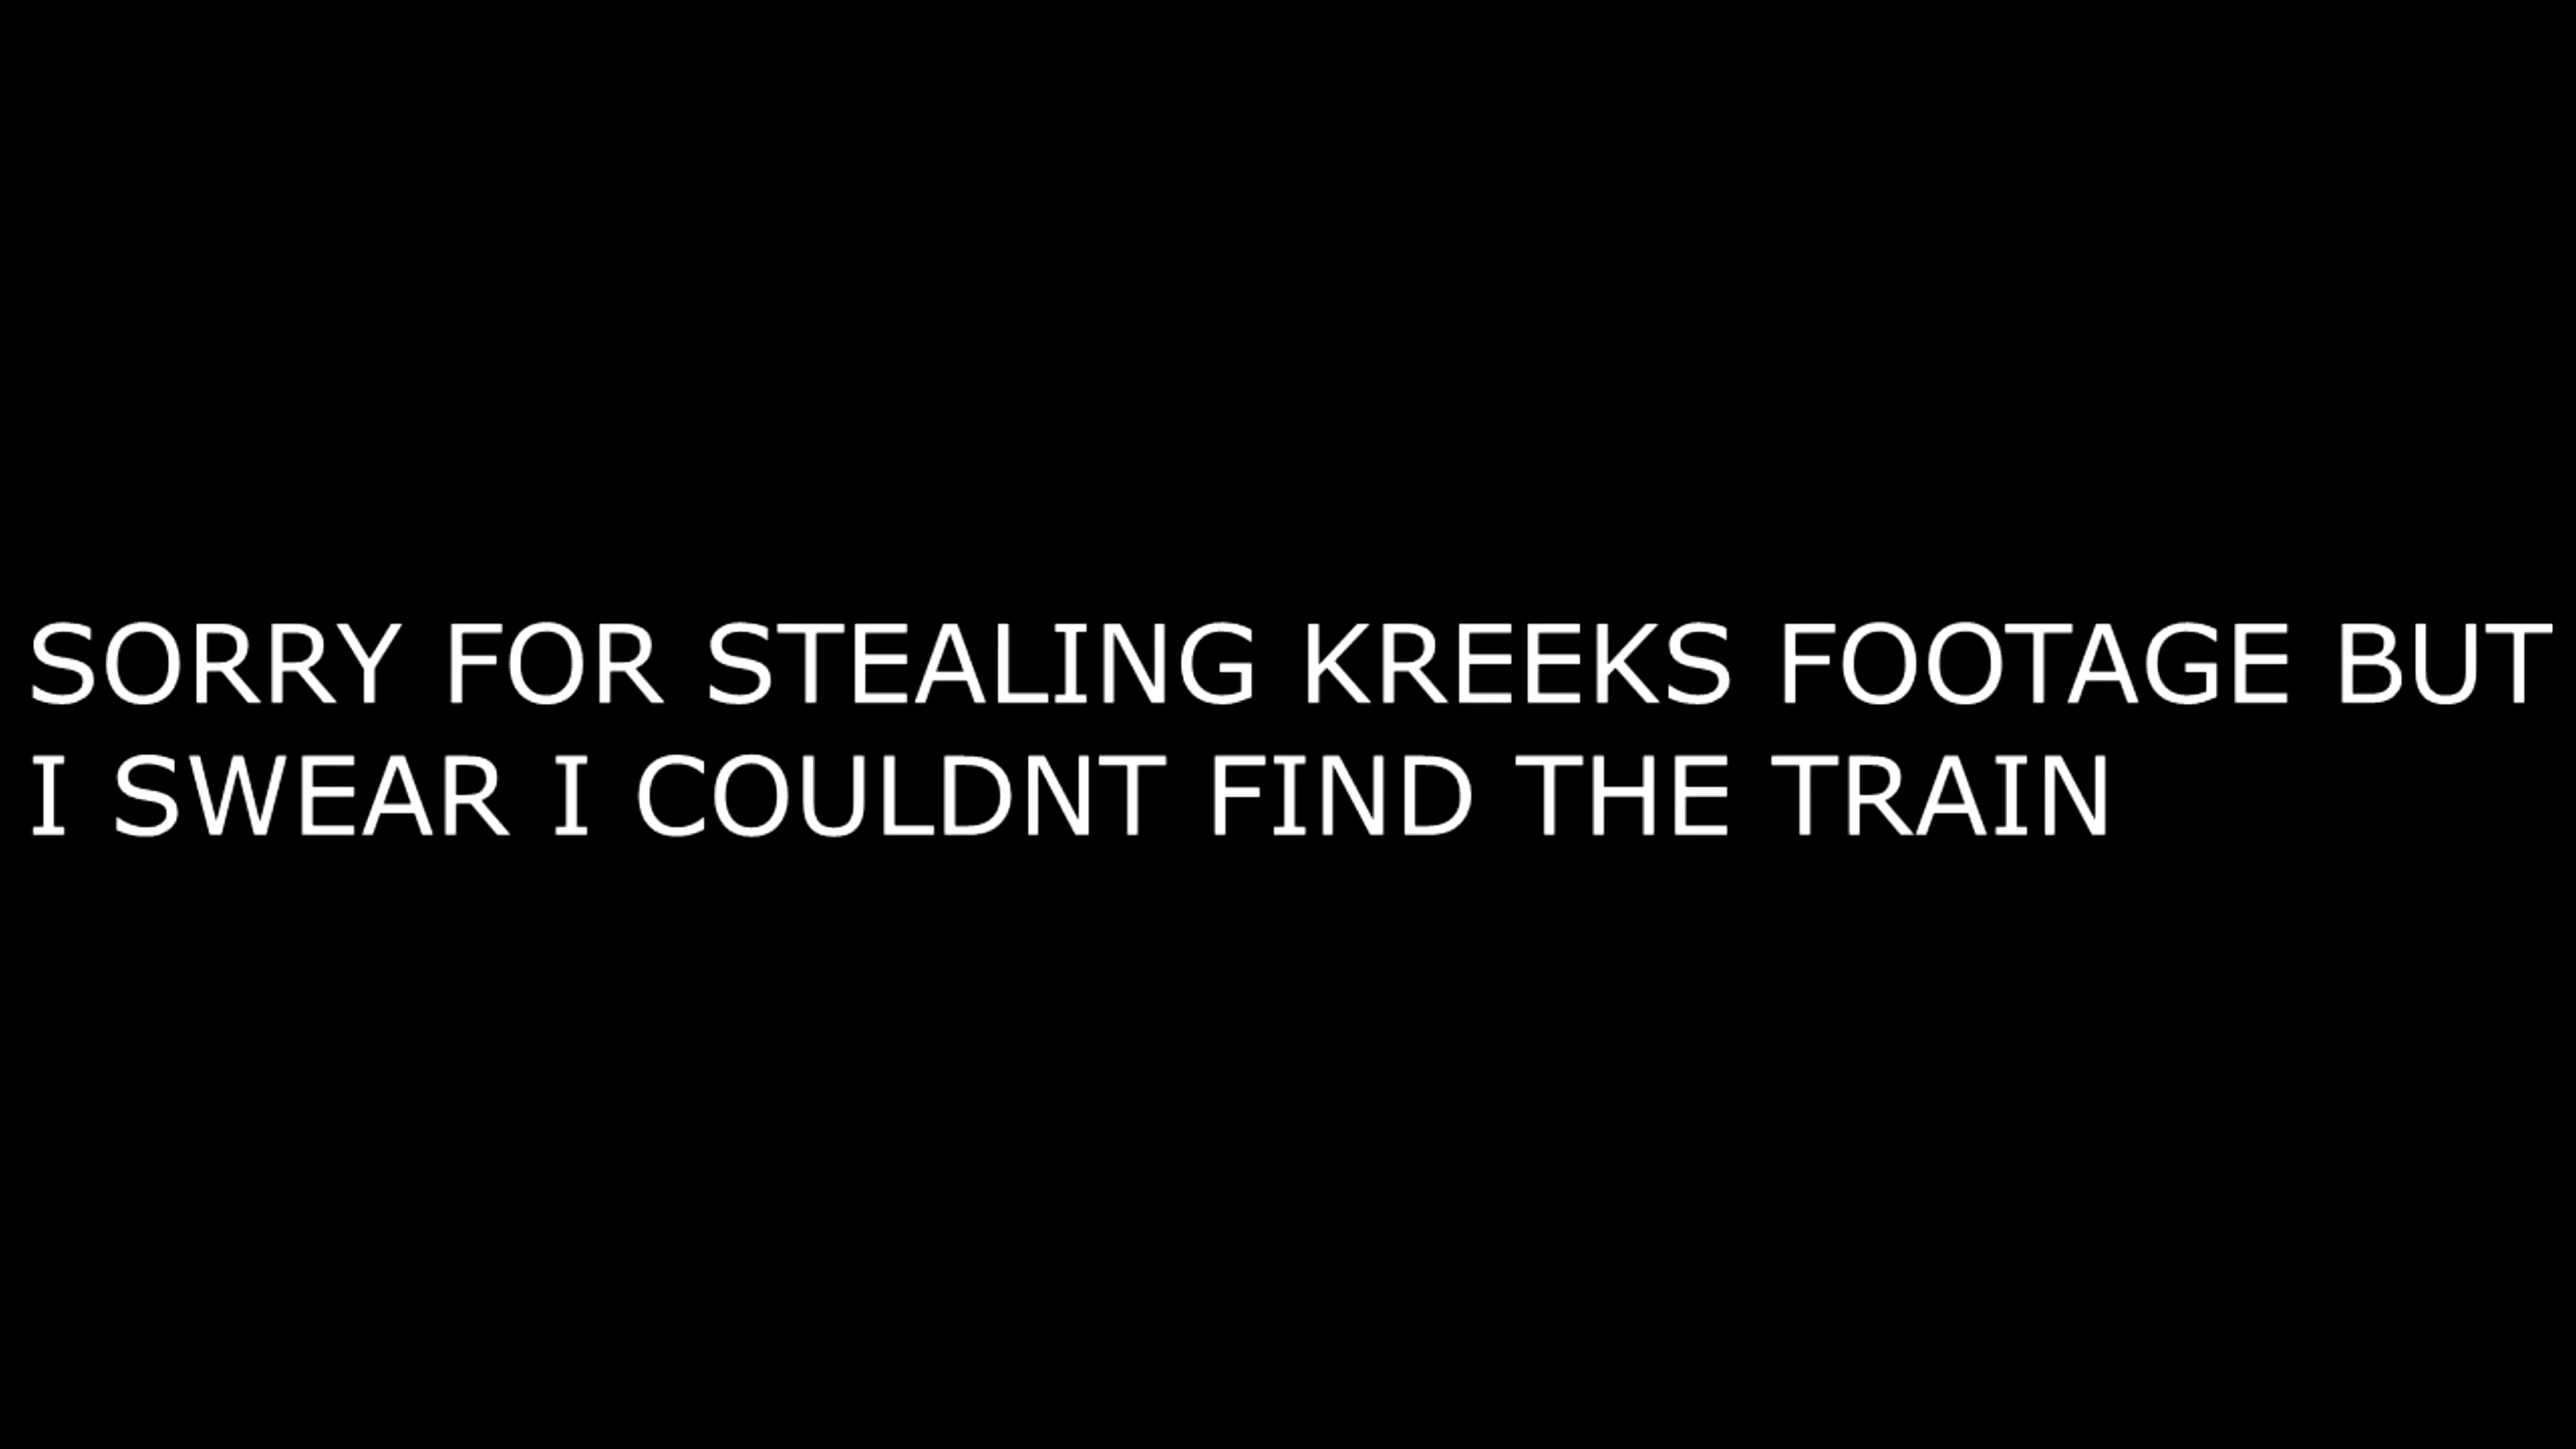 SORRY FOR STEALING KREEKS FOOTAGE BUT
I SWEAR I COULDNT FIND THE TRAIN